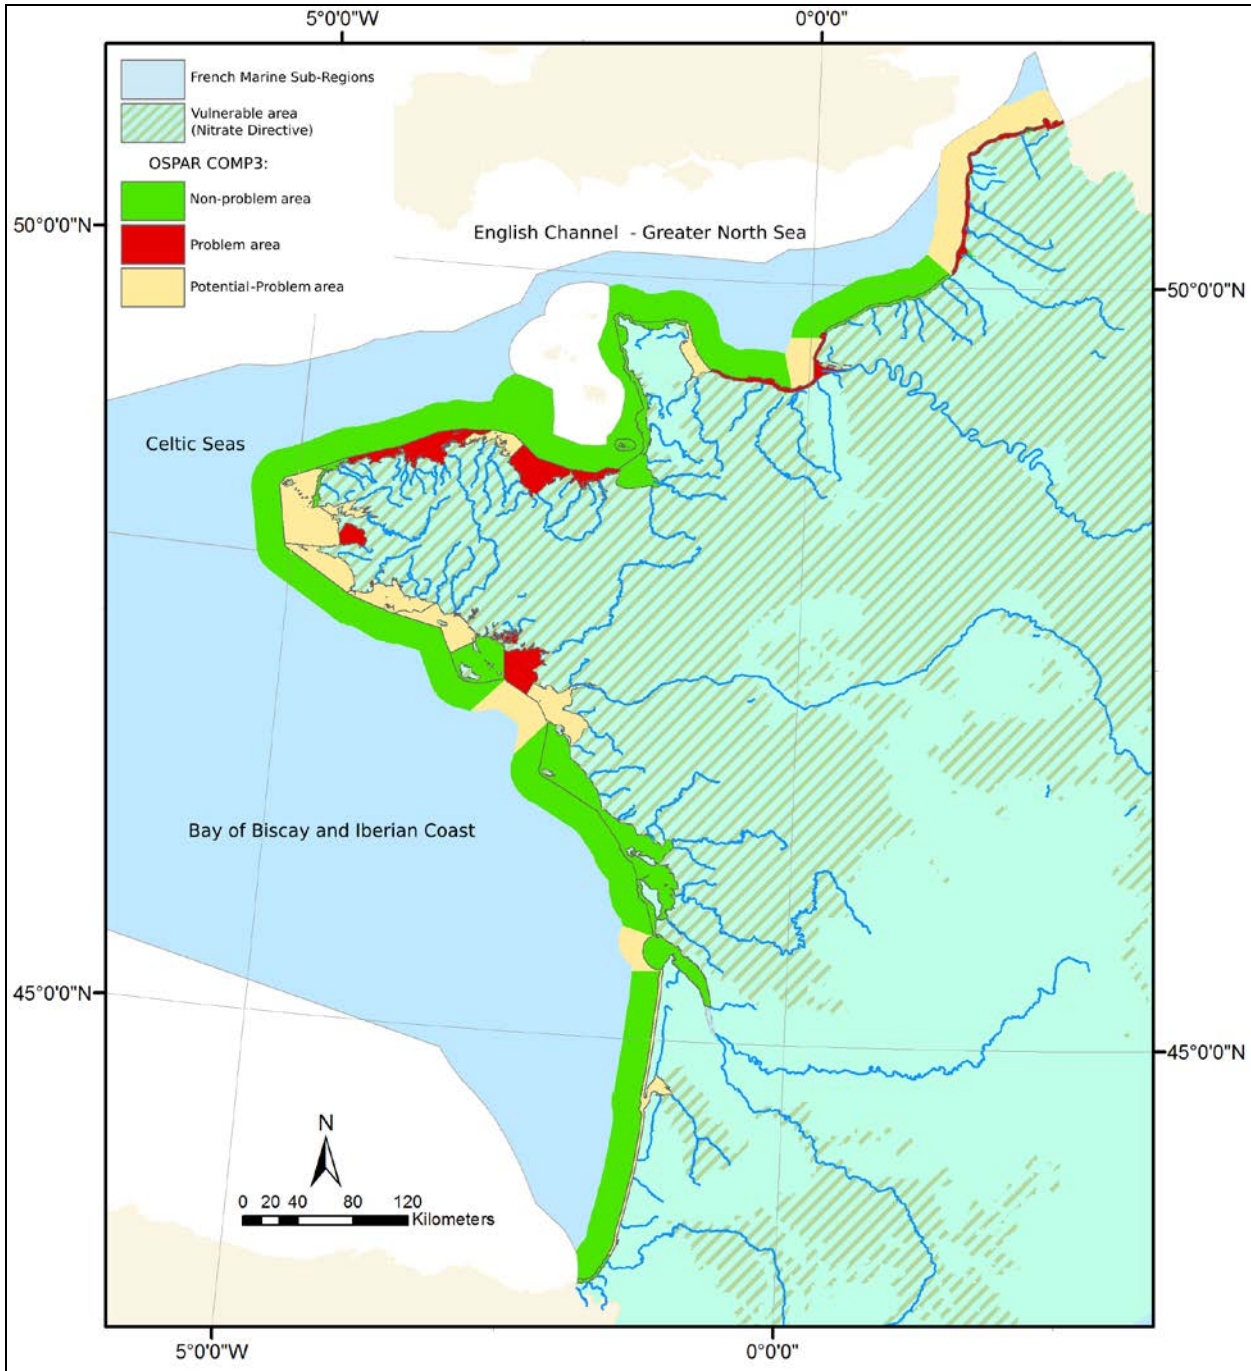 5°0'0"W
0°0'0"
French Marine Sub-Regions
Vulnerable area
(Nitrate Directive)
OSPAR COMP3:
Non-problem area
Problem area
Potential-Problem area
50°0'0"N
English Channel - Greater North Sea
50°0'0"N
Celtic Seas
Bay of Biscay and Iberian Coast
45°0'0"N
45°0'0"N
N
0 20 40 80 120
Kilometers
5°0'0"W
0°0'0"